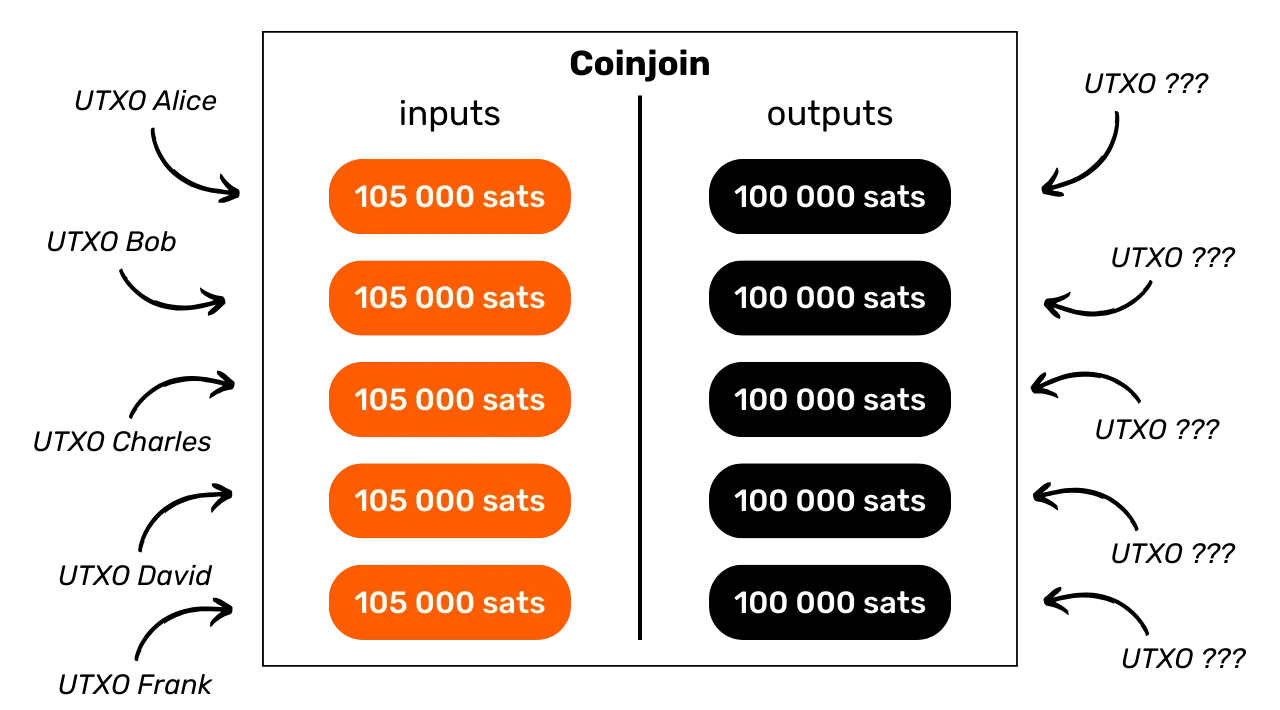 Coinjoin
inputs
outputs
UTXO Alice
105 000 sats
100 000 sats
UTXO ???
UTXO Bob
105 000 sats
100 000 sats
UTXO ???
UTXO Charles
105 000 sats
100 000 sats
UTXO ???
UTXO David
105 000 sats
100 000 sats
UTXO ???
UTXO Frank
105 000 sats
100 000 sats
UTXO ???